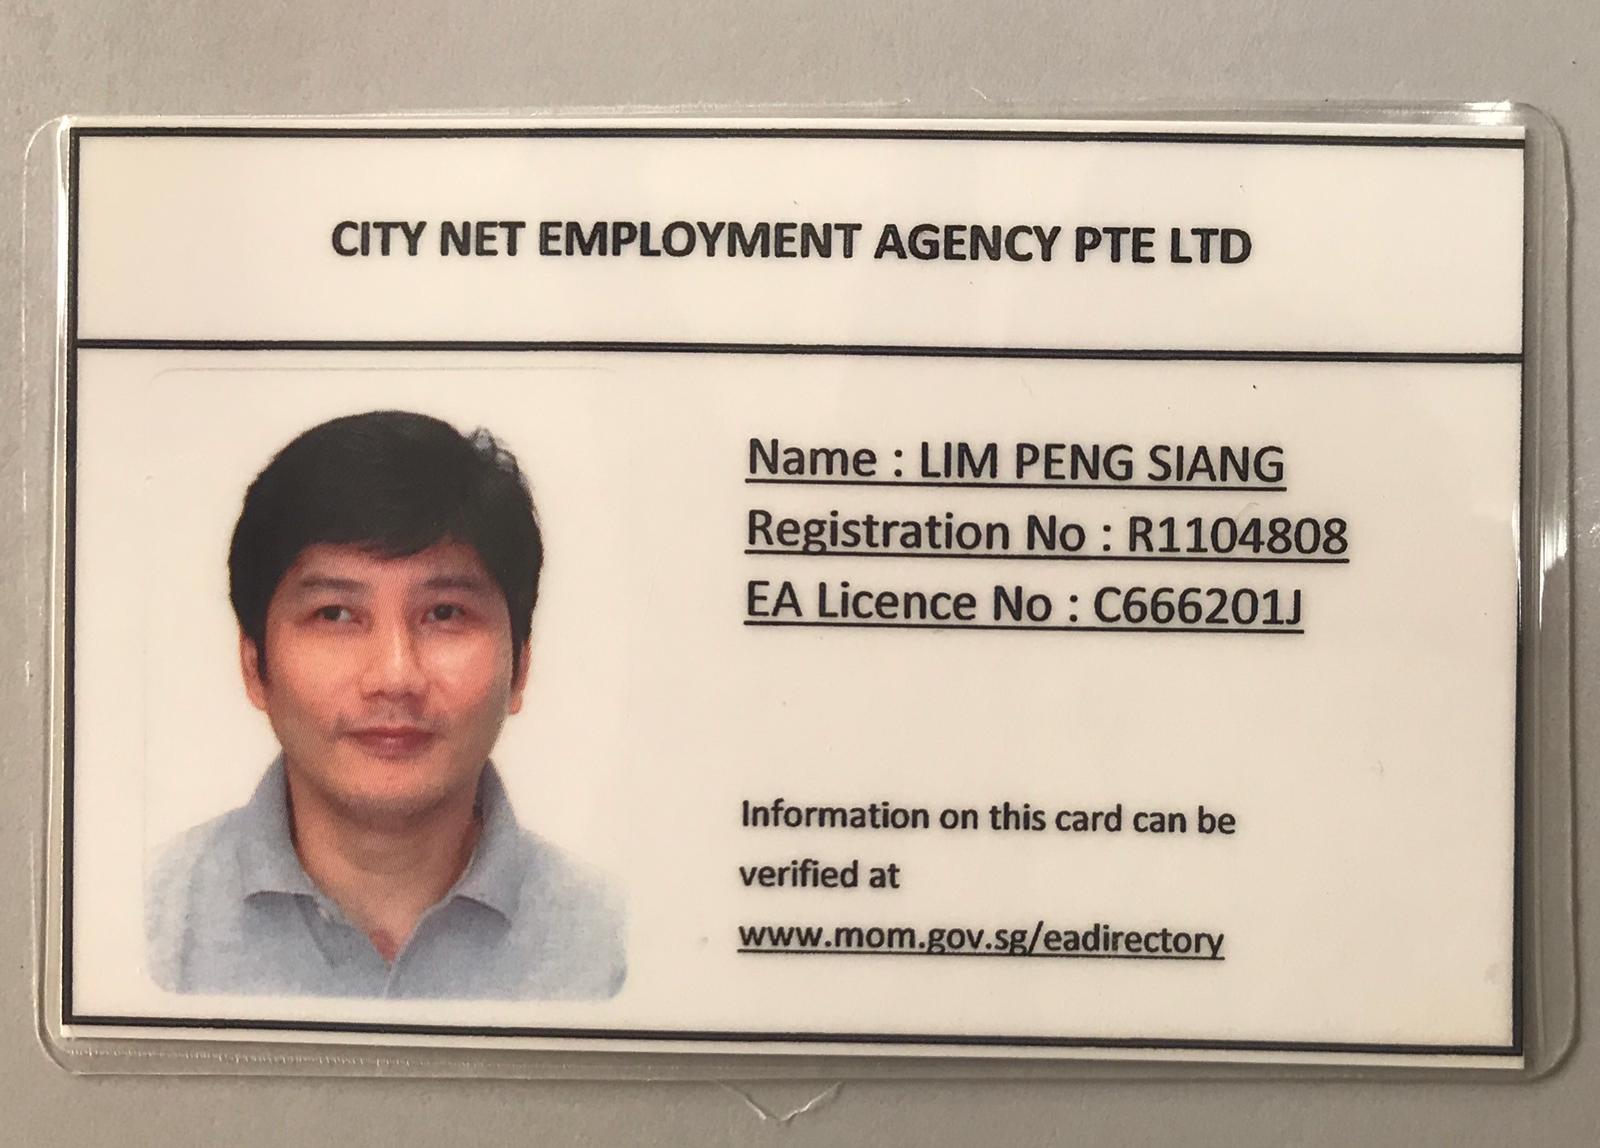 CITY NET EMPLOYMENT AGENCY PTE LTD
Name : LIM PENG SIANG
Registration No : R1104808
EA Licence No : C666201J
Information on this card can be
verified at
www.mom.gov.sg/eadirectory